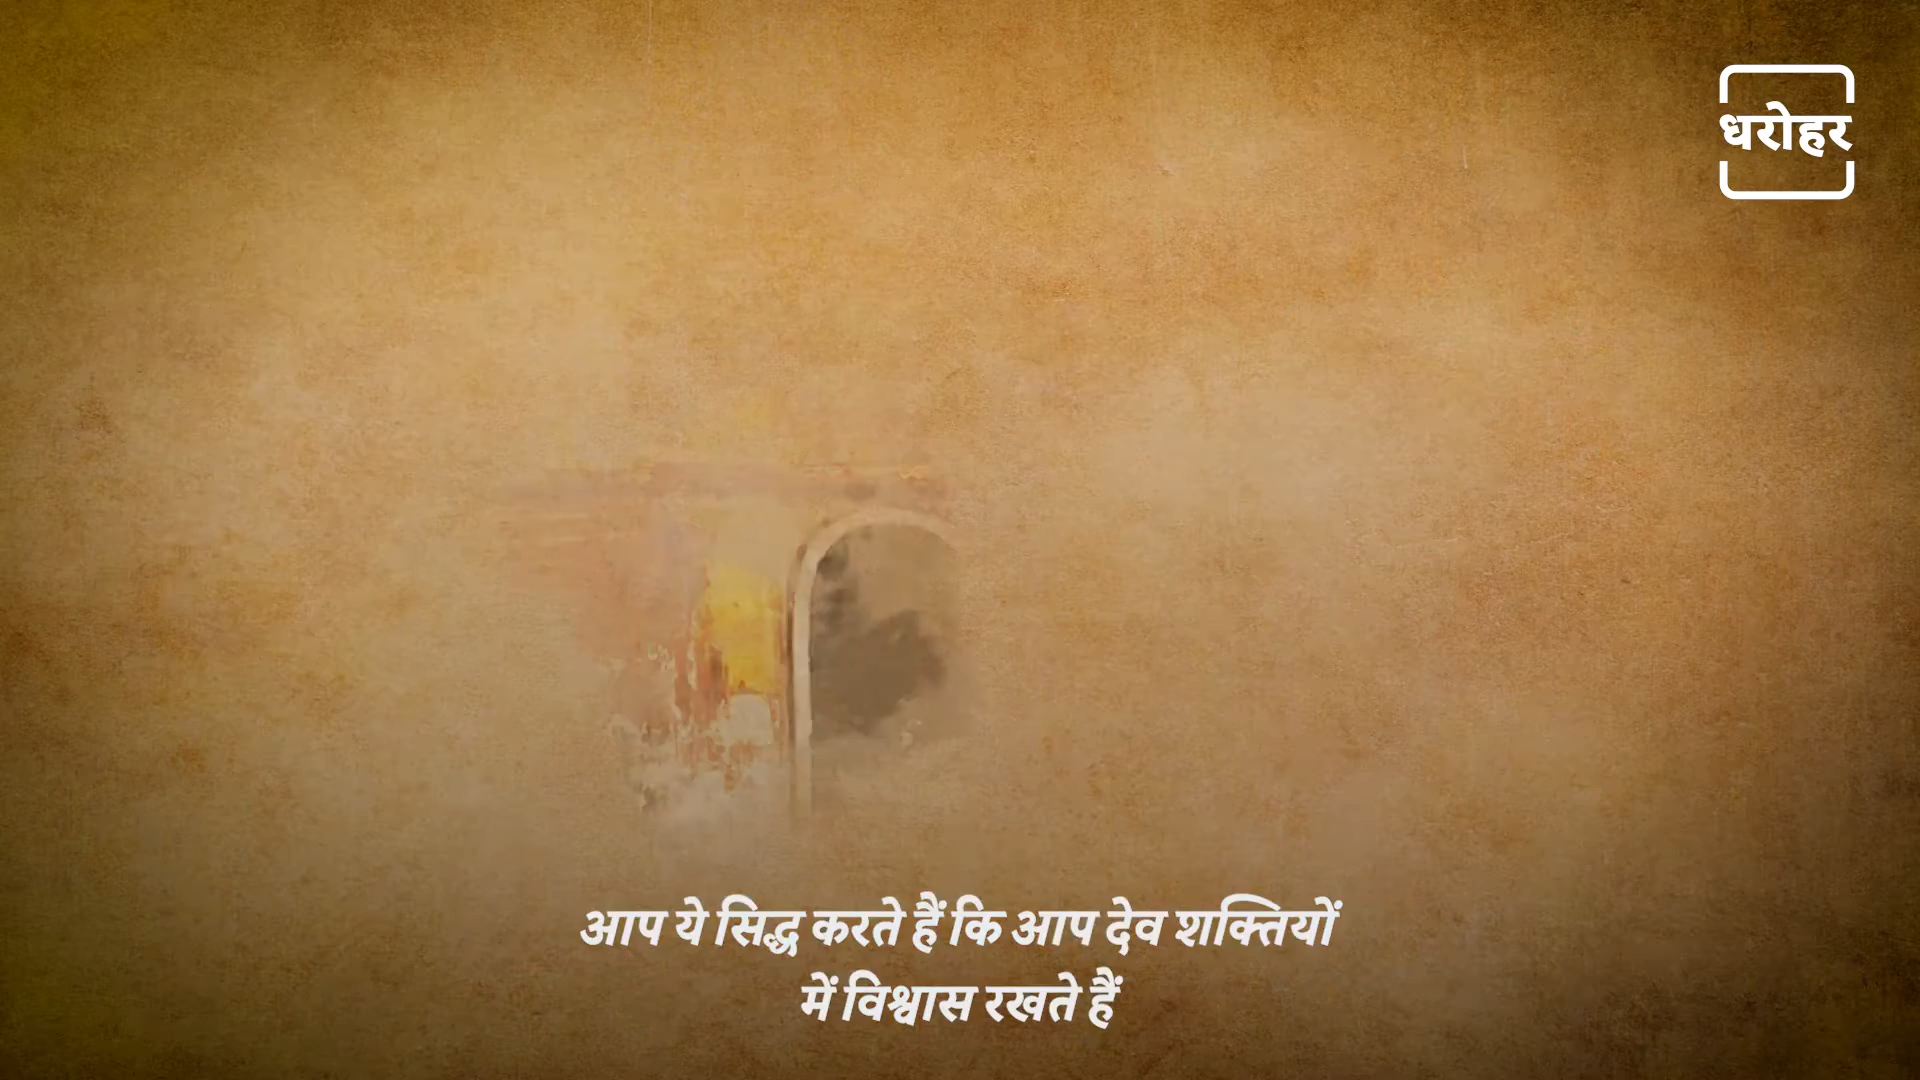 धरोहर
आप ये सिद्ध करते हैं कि आप देव शक्तियों
में विश्वास रखते हैं